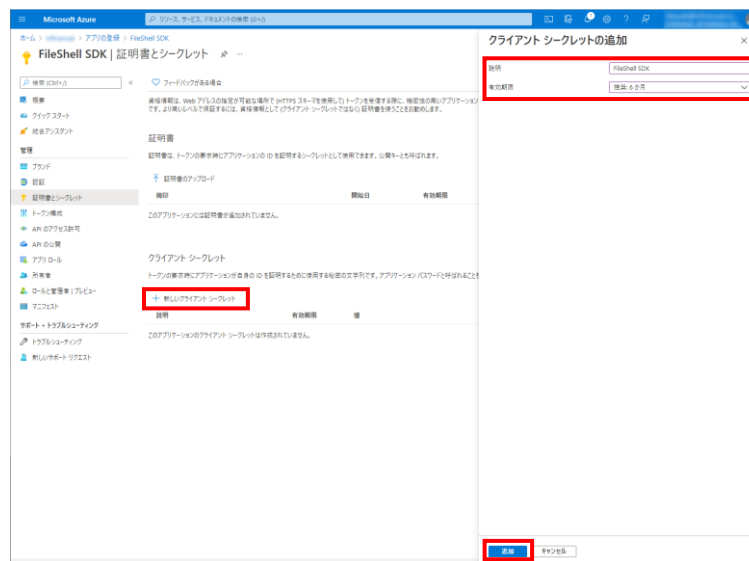 Microsoft Azure
リソース、サービス、ドキュメントの検索 (G+/)
ホーム > > アプリの登録 > FileShell SDK
FileShell SDK | 証明書とシークレット
検索 (Ctrl+/)
概要
クイック スタート
統合アシスタント
管理
ブランド
認証
証明書とシークレット
トークン構成
API のアクセス許可
API の公開
アプリ ロール
所有者
ロールと管理者 | プレビュー
マニフェスト
サポート + トラブルシューティング
トラブルシューティング
新しいサポート リクエスト
フィードバックがある場合
資格情報は、Web アドレスの指定が可能な場所で (HTTPS スキーマを使用して) トークンを受信する際に、機密性の高いアプリケーション
です。より高いレベルで保証するには、資格情報として (クライアント シークレットではなく) 証明書を使うことをお勧めします。
証明書
証明書は、トークンの要求時にアプリケーションの ID を証明するシークレットとして使用できます。公開キーとも呼ばれます。
証明書のアップロード
拇印 開始日 有効期限
このアプリケーションには証明書が追加されていません。
クライアント シークレット
トークンの要求時にアプリケーションが自身の ID を証明するために使用する秘密の文字列です。アプリケーション パスワードと呼ばれることも
新しいクライアント シークレット
説明 有効期限 値
このアプリケーションのクライアント シークレットは作成されていません。
クライアント シークレットの追加
説明 FileShell SDK
有効期限 推奨: 6 か月
追加 キャンセル